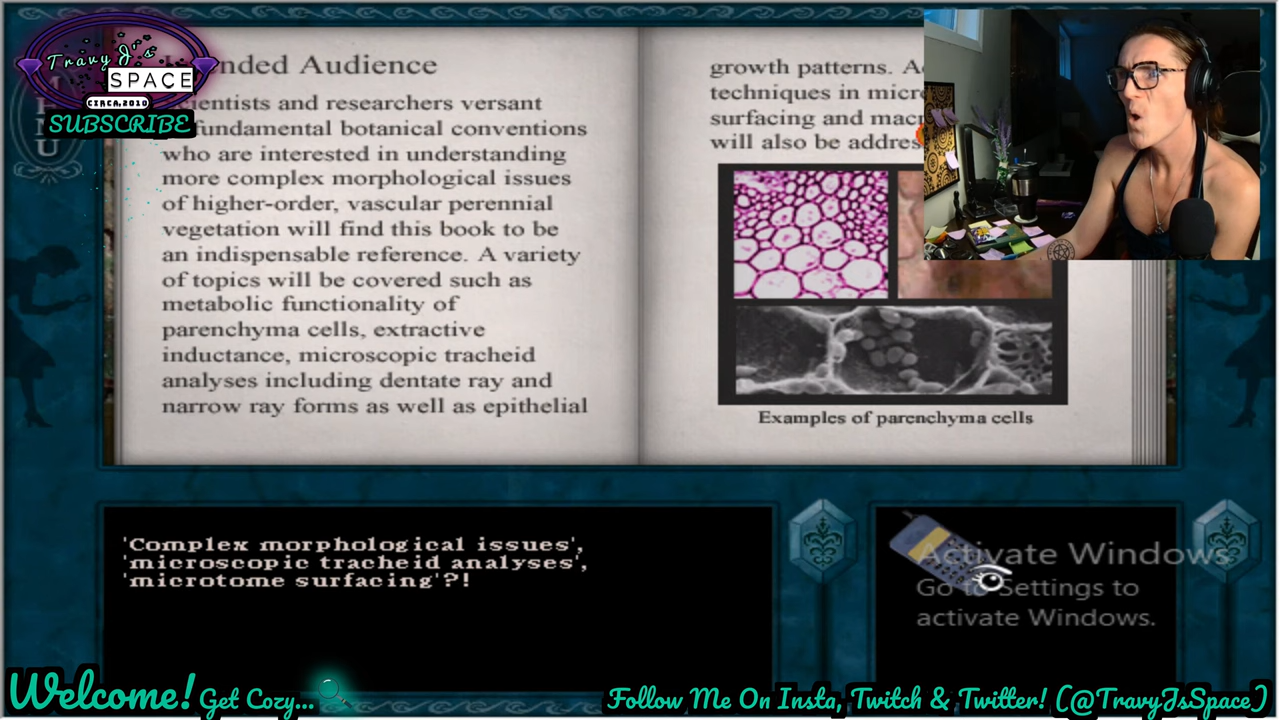 Travy J's
SPACE
CIRCA.2010
SUBSCRIBE
MENU
nded Audience
ientists and researchers versant
fundamental botanical conventions
who are interested in understanding
more complex morphological issues
of higher-order, vascular perennial
vegetation will find this book to be
an indispensable reference. A variety
of topics will be covered such as
metabolic functionality of
parenchyma cells, extractive
inductance, microscopic tracheid
analyses including dentate ray and
narrow ray forms as well as epithelial
growth patterns.
techniques in
surfacing and
will also be
Examples of parenchyma cells
'Complex morphological issues',
'microscopic tracheid analyses',
'microtome surfacing'?!
Activate Windows
Go to Settings to
activate Windows.
Welcome! Get Cozy...
Follow Me On Insta, Twitch & Twitter! (@TravyJsSpace)